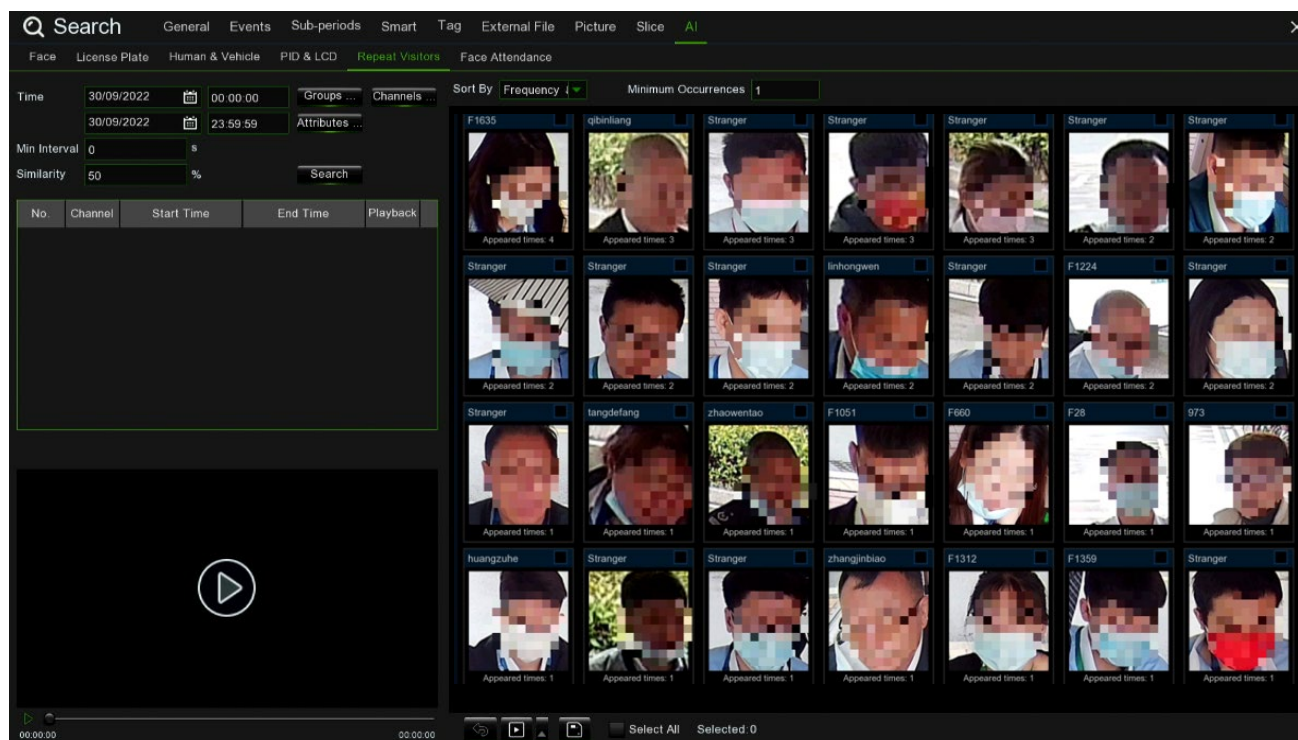 Search General Events Sub-periods Smart Tag External File Picture Slice AI
Face License Plate Human & Vehicle PID & LCD Repeat Visitors Face Attendance
Time 30/09/2022 00:00:00 Groups ... Channels ...
30/09/2022 23:59:59 Attributes ...
Min Interval 0 s
Similarity 50 % Search
No. Channel Start Time End Time Playback
00:00:00 00:00:00
Sort By Frequency Minimum Occurrences 1
F1635 qibinliang Stranger Stranger Stranger Stranger Stranger
Appeared times: 4 Appeared times: 3 Appeared times: 3 Appeared times: 3 Appeared times: 3 Appeared times: 2 Appeared times: 2
Stranger Stranger Stranger linhongwen Stranger F1224 Stranger
Appeared times: 2 Appeared times: 2 Appeared times: 2 Appeared times: 2 Appeared times: 2 Appeared times: 2 Appeared times: 2
Stranger tangdefang zhaowentao F1051 F660 F28 973
Appeared times: 1 Appeared times: 1 Appeared times: 1 Appeared times: 1 Appeared times: 1 Appeared times: 1 Appeared times: 1
huangzuhe Stranger Stranger zhangjinbiao F1312 F1359 Stranger
Appeared times: 1 Appeared times: 1 Appeared times: 1 Appeared times: 1 Appeared times: 1 Appeared times: 1 Appeared times: 1
Select All Selected:0